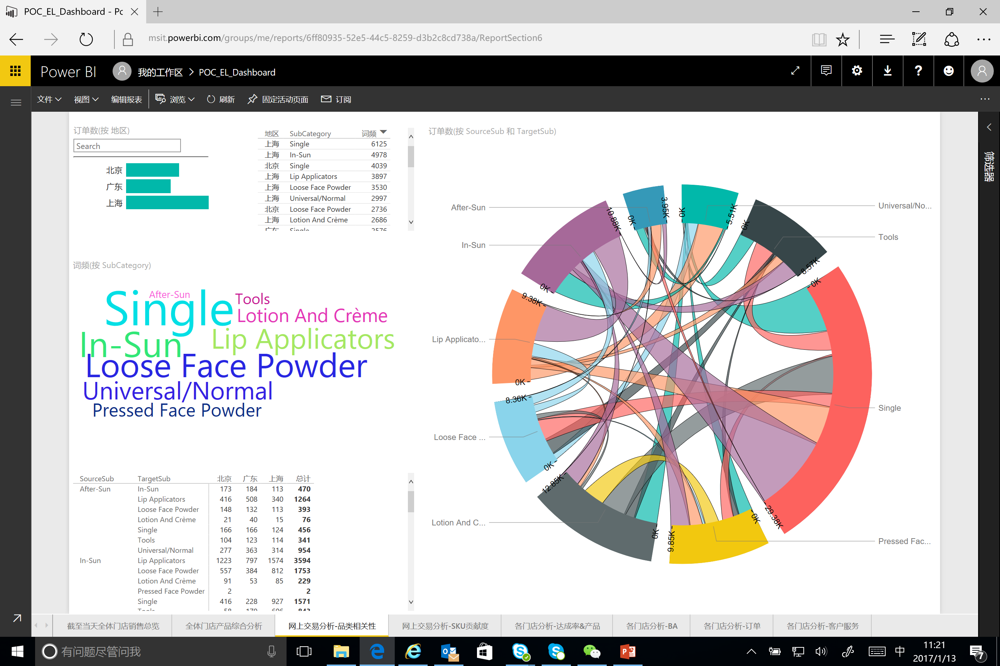 POC_EL_Dashboard - Pc
msit.powerbi.com/groups/me/reports/6ff80935-52e5-44c5-8259-d3b2c8cd738a/ReportSection6
Power BI 我的工作区 > POC_EL_Dashboard
文件 视图 编辑报表 浏览 刷新 固定活动页面 订阅
筛选器
订单数(按 地区)
Search
北京
广东
上海
地区 SubCategory 词频
上海 Single 6125
上海 In-Sun 4978
北京 Single 4039
上海 Lip Applicators 3897
上海 Loose Face Powder 3530
上海 Universal/Normal 2997
北京 Loose Face Powder 2736
上海 Lotion And Crème 2686
广东 Single 2576
词频(按 SubCategory)
After-Sun
Single
Tools
Lotion And Crème
In-Sun
Lip Applicators
Loose Face Powder
Universal/Normal
Pressed Face Powder
SourceSub TargetSub 北京 广东 上海 总计
After-Sun In-Sun 173 184 113 470
Lip Applicators 416 508 340 1264
Loose Face Powder 148 132 113 393
Lotion And Crème 21 40 15 76
Single 166 166 124 456
Tools 104 123 114 341
Universal/Normal 277 363 314 954
In-Sun Lip Applicators 1223 797 1574 3594
Loose Face Powder 557 384 812 1753
Lotion And Crème 91 53 85 229
Pressed Face Powder 2 2
Single 416 228 927 1571
Tools 58 179 606 843
订单数(按 SourceSub 和 TargetSub)
After-Sun
In-Sun
Lip Applicato...
Loose Face ...
Lotion And C...
Universal/No...
Tools
Single
Pressed Fac...
0K
3.95K
0K
5.51K
0K
8.57K
0K
29.38K
0K
9.85K
0K
12.85K
0K
8.36K
0K
9.38K
0K
10.88K
截至当天全体门店销售总览 全体门店产品综合分析 网上交易分析-品类相关性 网上交易分析-SKU贡献度 各门店分析-达成率&产品 各门店分析-BA 各门店分析-订单 各门店分析-客户服务
有问题尽管问我
中
11:21
2017/1/13
7